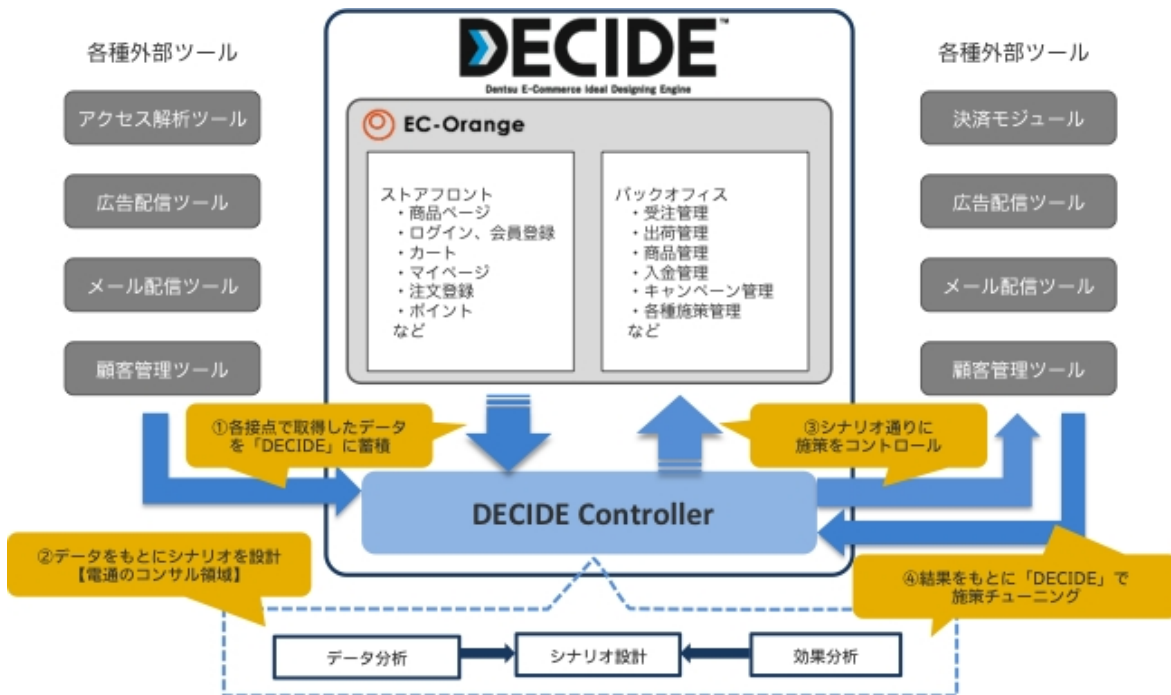 各種外部ツール
アクセス解析ツール
広告配信ツール
メール配信ツール
顧客管理ツール
DECIDE™
Dentsu E-Commerce Ideal Designing Engine
EC-Orange
ストアフロント
・商品ページ
・ログイン、会員登録
・カート
・マイページ
・注文登録
・ポイント
など
バックオフィス
・受注管理
・出荷管理
・商品管理
・入金管理
・キャンペーン管理
・各種施策管理
など
各種外部ツール
決済モジュール
広告配信ツール
メール配信ツール
顧客管理ツール
①各接点で取得したデータ
を「DECIDE」に蓄積
③シナリオ通りに
施策をコントロール
DECIDE Controller
②データをもとにシナリオを設計
【電通のコンサル領域】
④結果をもとに「DECIDE」で
施策チューニング
データ分析
シナリオ設計
効果分析